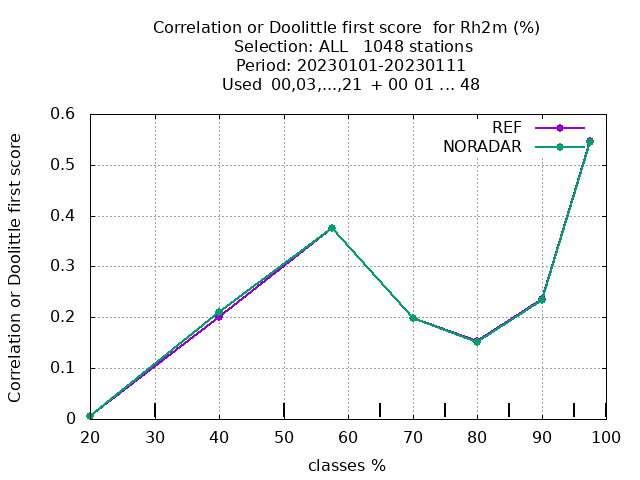 Correlation or Doolittle first score  for Rh2m (%)
Selection: ALL   1048 stations
Period: 20230101-20230111
Used  00,03,...,21  + 00 01 ... 48
REF
NORADAR
Correlation or Doolittle first score
0.6
0.5
0.4
0.3
0.2
0.1
0
20 30 40 50 60 70 80 90 100
classes %